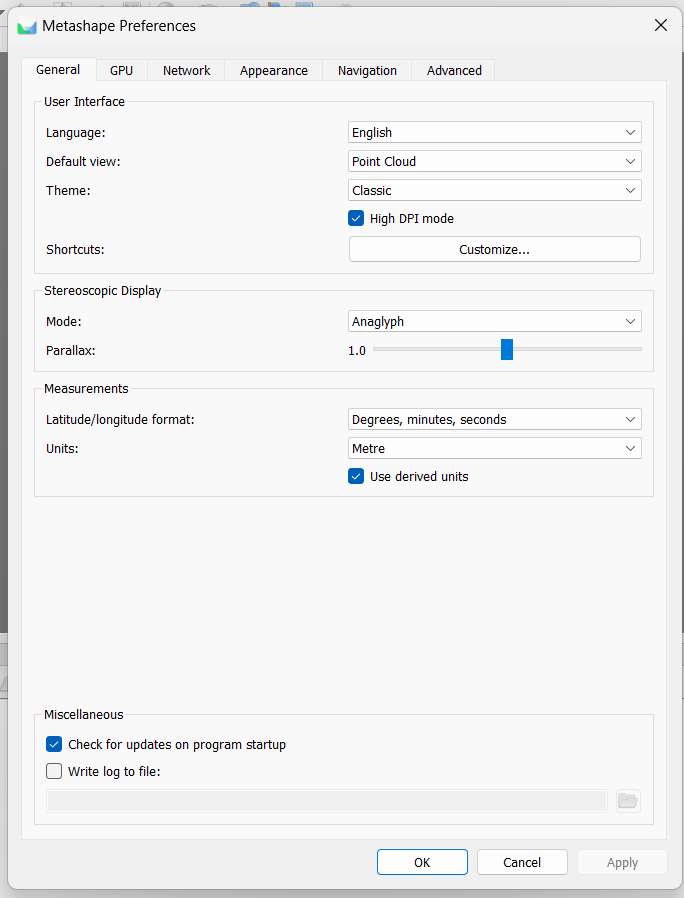 Metashape Preferences
General GPU Network Appearance Navigation Advanced
User Interface
Language: English
Default view: Point Cloud
Theme: Classic
High DPI mode
Shortcuts: Customize...
Stereoscopic Display
Mode: Anaglyph
Parallax: 1.0
Measurements
Latitude/longitude format: Degrees, minutes, seconds
Units: Metre
Use derived units
Miscellaneous
Check for updates on program startup
Write log to file:
OK Cancel Apply